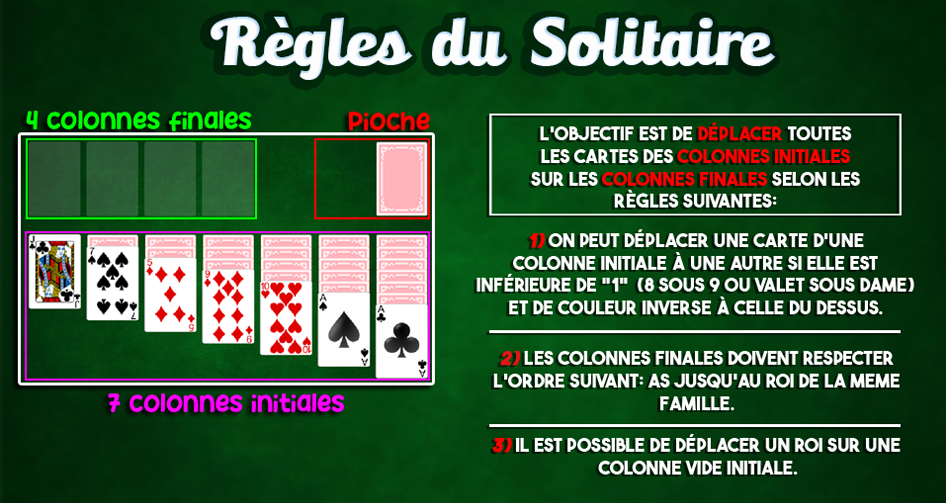 Règles du Solitaire
4 colonnes finales
Pioche
J
7
5
9
10
A
A
7 colonnes initiales
L'OBJECTIF EST DE DÉPLACER TOUTES
LES CARTES DES COLONNES INITIALES
SUR LES COLONNES FINALES SELON LES
RÈGLES SUIVANTES:
1) ON PEUT DÉPLACER UNE CARTE D'UNE
COLONNE INITIALE À UNE AUTRE SI ELLE EST
INFÉRIEURE DE "1" (8 SOUS 9 OU VALET SOUS DAME)
ET DE COULEUR INVERSE À CELLE DU DESSUS.
2) LES COLONNES FINALES DOIVENT RESPECTER
L'ORDRE SUIVANT: AS JUSQU'AU ROI DE LA MEME
FAMILLE.
3) IL EST POSSIBLE DE DÉPLACER UN ROI SUR UNE
COLONNE VIDE INITIALE.